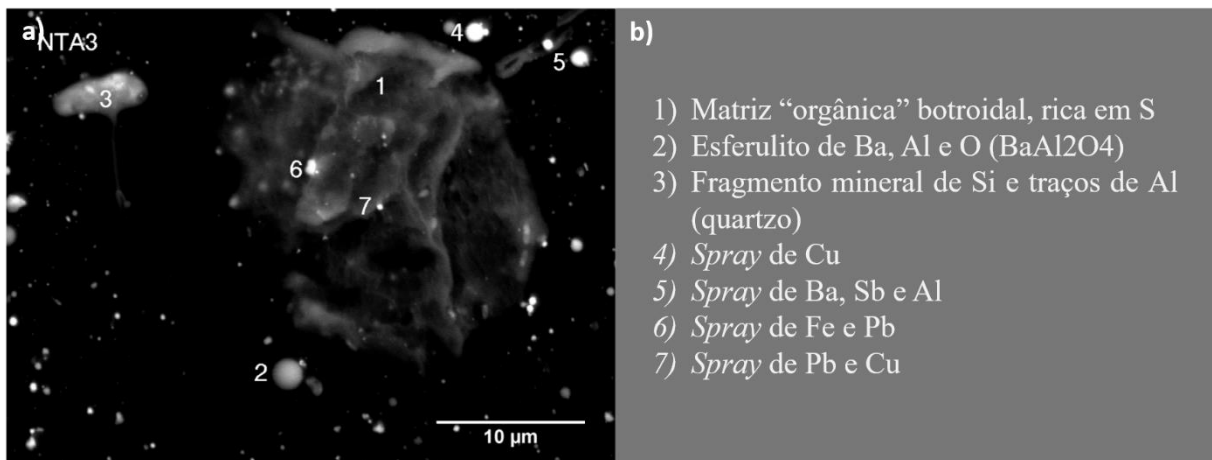 a)
NTA3
1
2
3
4
5
6
7
10 µm
b)
1) Matriz “orgânica” botroidal, rica em S
2) Esferulito de Ba, Al e O (BaAl2O4)
3) Fragmento mineral de Si e traços de Al
(quartzo)
4) Spray de Cu
5) Spray de Ba, Sb e Al
6) Spray de Fe e Pb
7) Spray de Pb e Cu